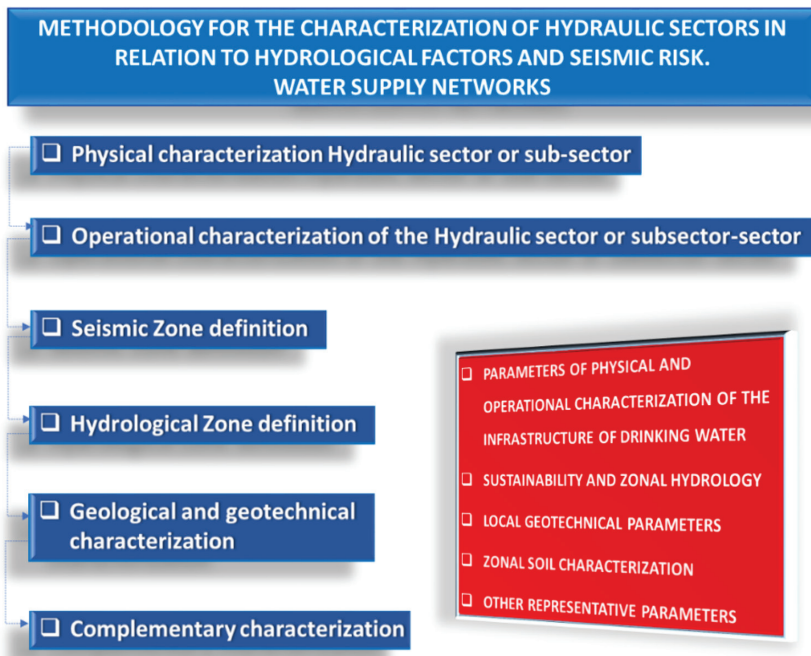 METHODOLOGY FOR THE CHARACTERIZATION OF HYDRAULIC SECTORS IN
RELATION TO HYDROLOGICAL FACTORS AND SEISMIC RISK.
WATER SUPPLY NETWORKS
❑ Physical characterization Hydraulic sector or sub-sector
❑ Operational characterization of the Hydraulic sector or subsector-sector
❑ Seismic Zone definition
❑ Hydrological Zone definition
❑ Geological and geotechnical
characterization
❑ Complementary characterization
❑ PARAMETERS OF PHYSICAL AND
OPERATIONAL CHARACTERIZATION OF THE
INFRASTRUCTURE OF DRINKING WATER
❑ SUSTAINABILITY AND ZONAL HYDROLOGY
❑ LOCAL GEOTECHNICAL PARAMETERS
❑ ZONAL SOIL CHARACTERIZATION
❑ OTHER REPRESENTATIVE PARAMETERS